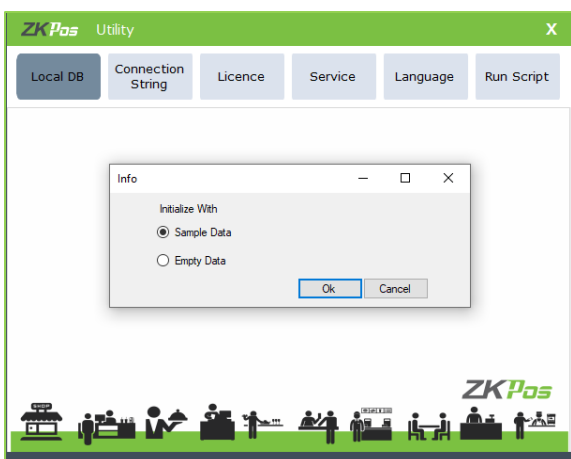 ZKPos Utility X
Local DB
Connection
String
Licence
Service
Language
Run Script
Info
Initialize With
Sample Data
Empty Data
Ok
Cancel
ZKPos
SHOP